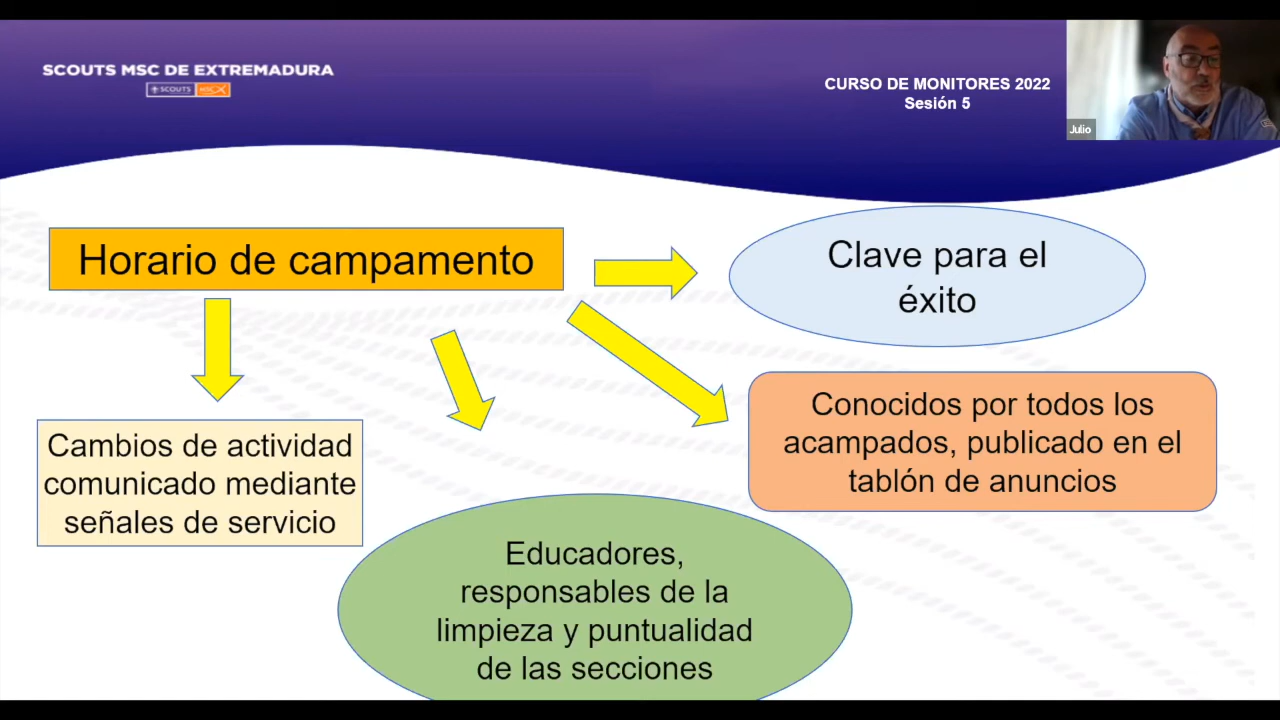 SCOUTS MSC DE EXTREMADURA
SCOUTS MSC
CURSO DE MONITORES 2022
Sesión 5
Julio
Horario de campamento
Clave para el
éxito
Conocidos por todos los
acampados, publicado en el
tablón de anuncios
Cambios de actividad
comunicado mediante
señales de servicio
Educadores,
responsables de la
limpieza y puntualidad
de las secciones